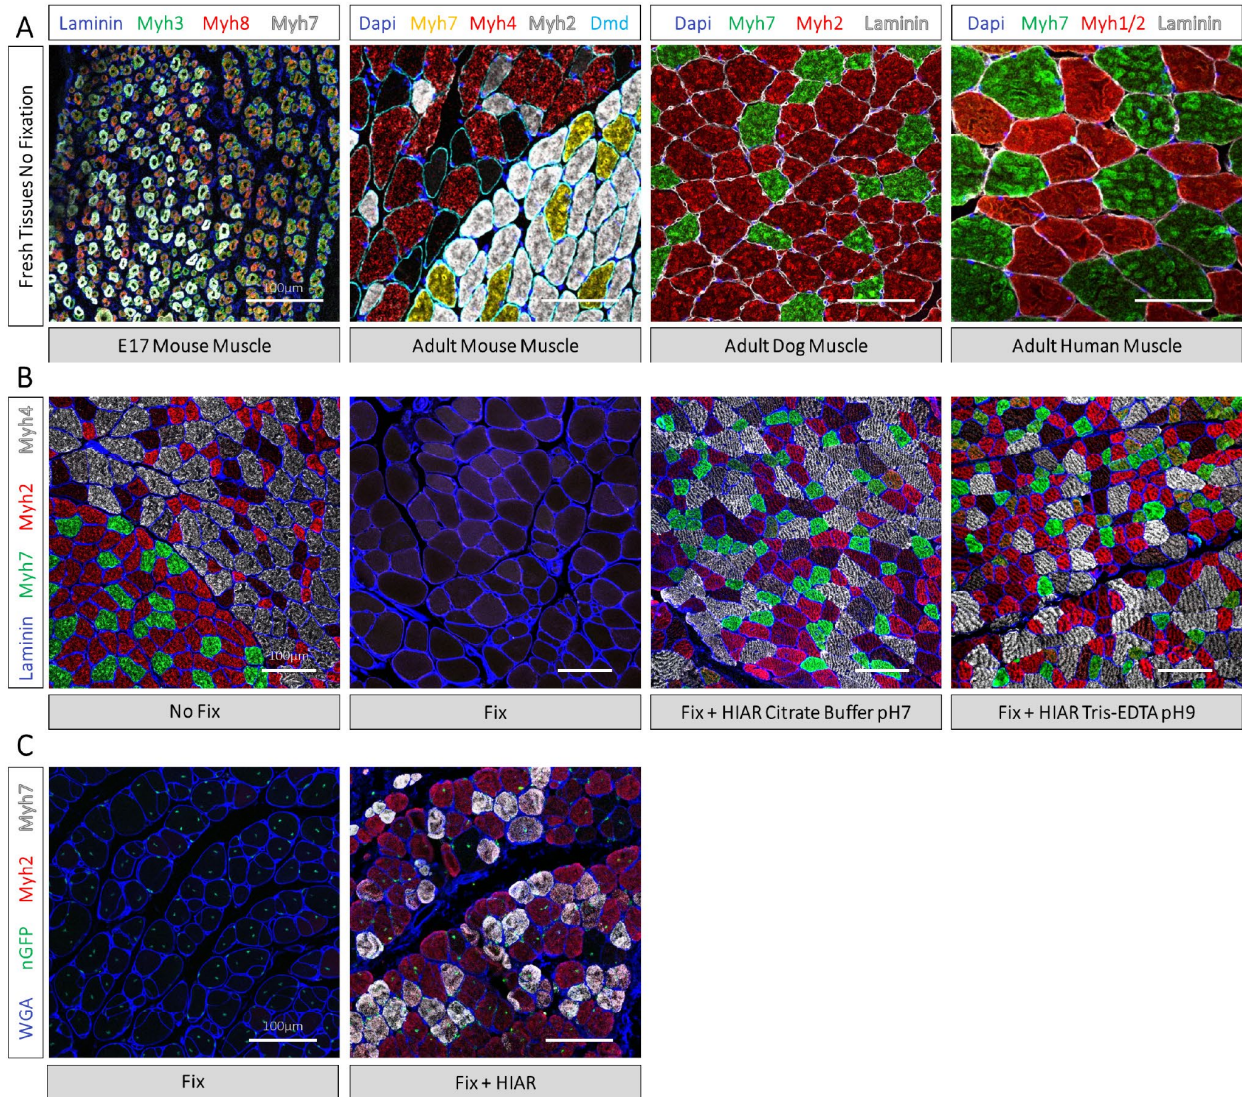 A
Laminin Myh3 Myh8 Myh7
Dapi Myh7 Myh4 Myh2 Dmd
Dapi Myh7 Myh2 Laminin
Dapi Myh7 Myh1/2 Laminin
Fresh Tissues No Fixation
100µm
E17 Mouse Muscle
Adult Mouse Muscle
Adult Dog Muscle
Adult Human Muscle
B
Laminin Myh7 Myh2 Myh4
100µm
No Fix
Fix
Fix + HIAR Citrate Buffer pH7
Fix + HIAR Tris-EDTA pH9
C
WGA nGFP Myh2 Myh7
100µm
Fix
Fix + HIAR